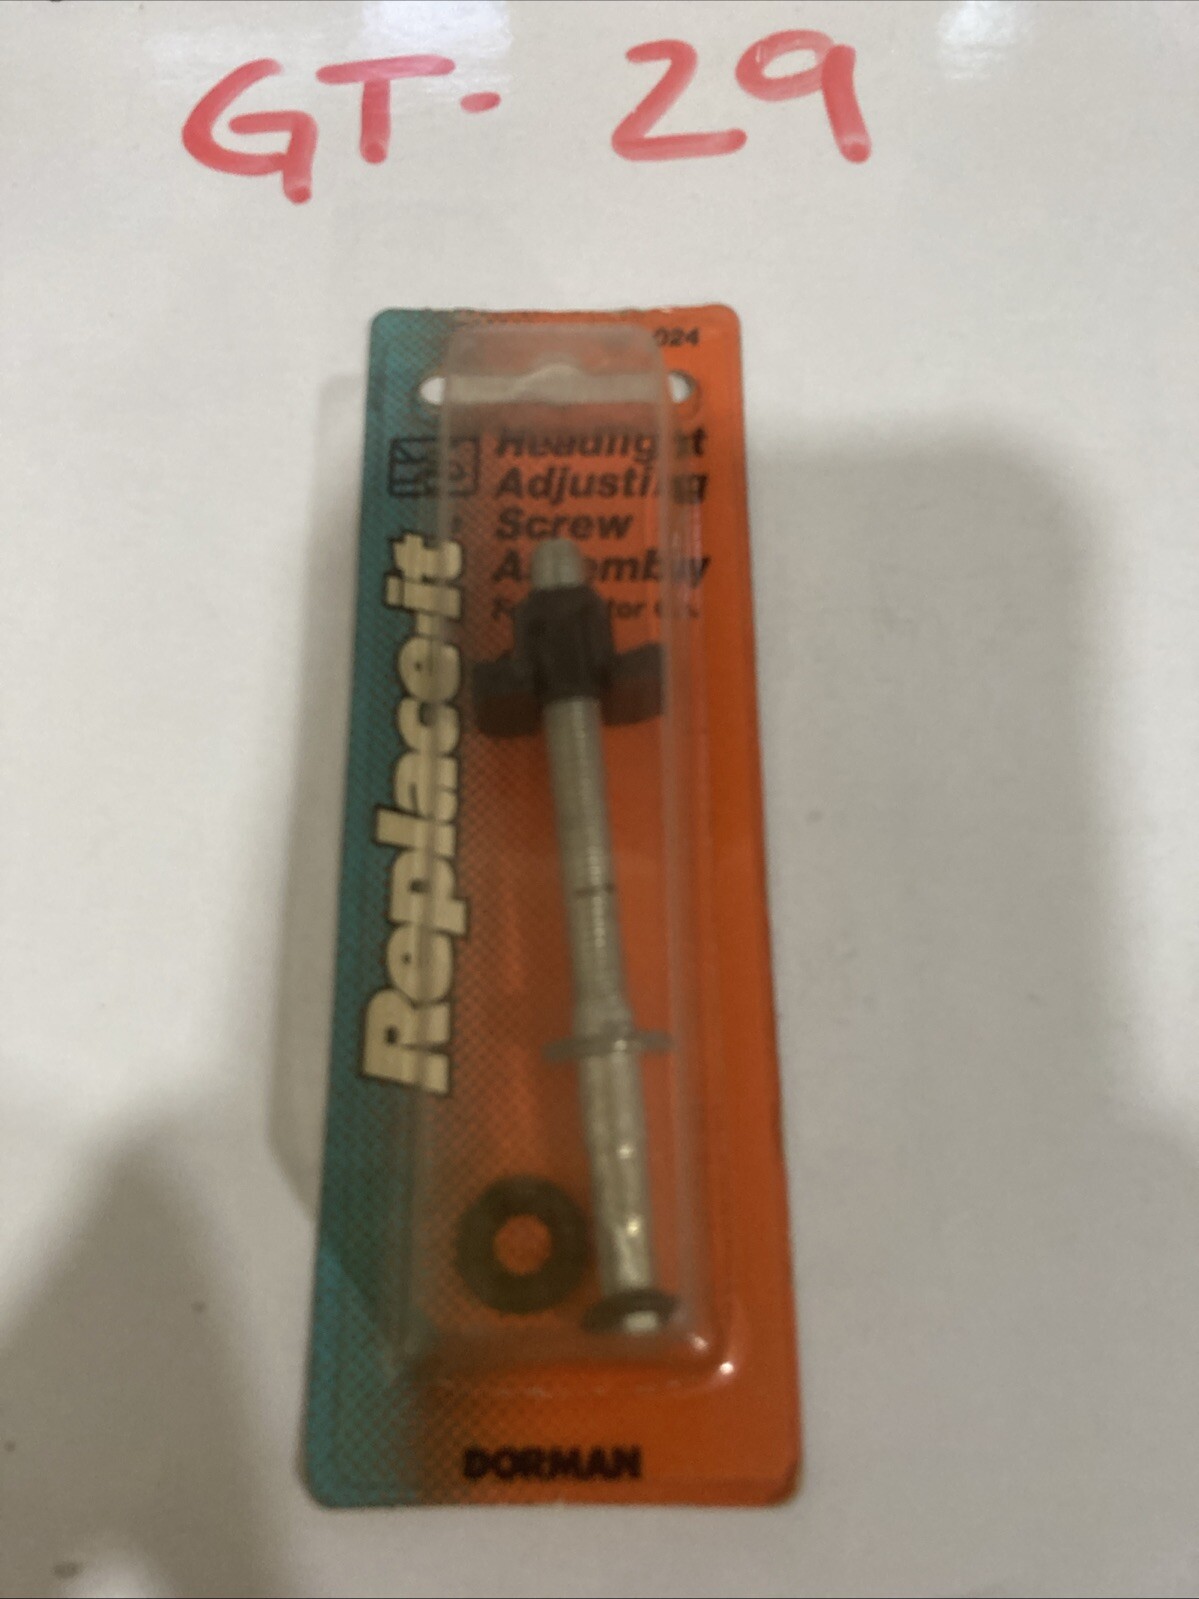 GT- 29
024
Headlight
Adjusting
Screw
Assembly
Replace-it
DORMAN